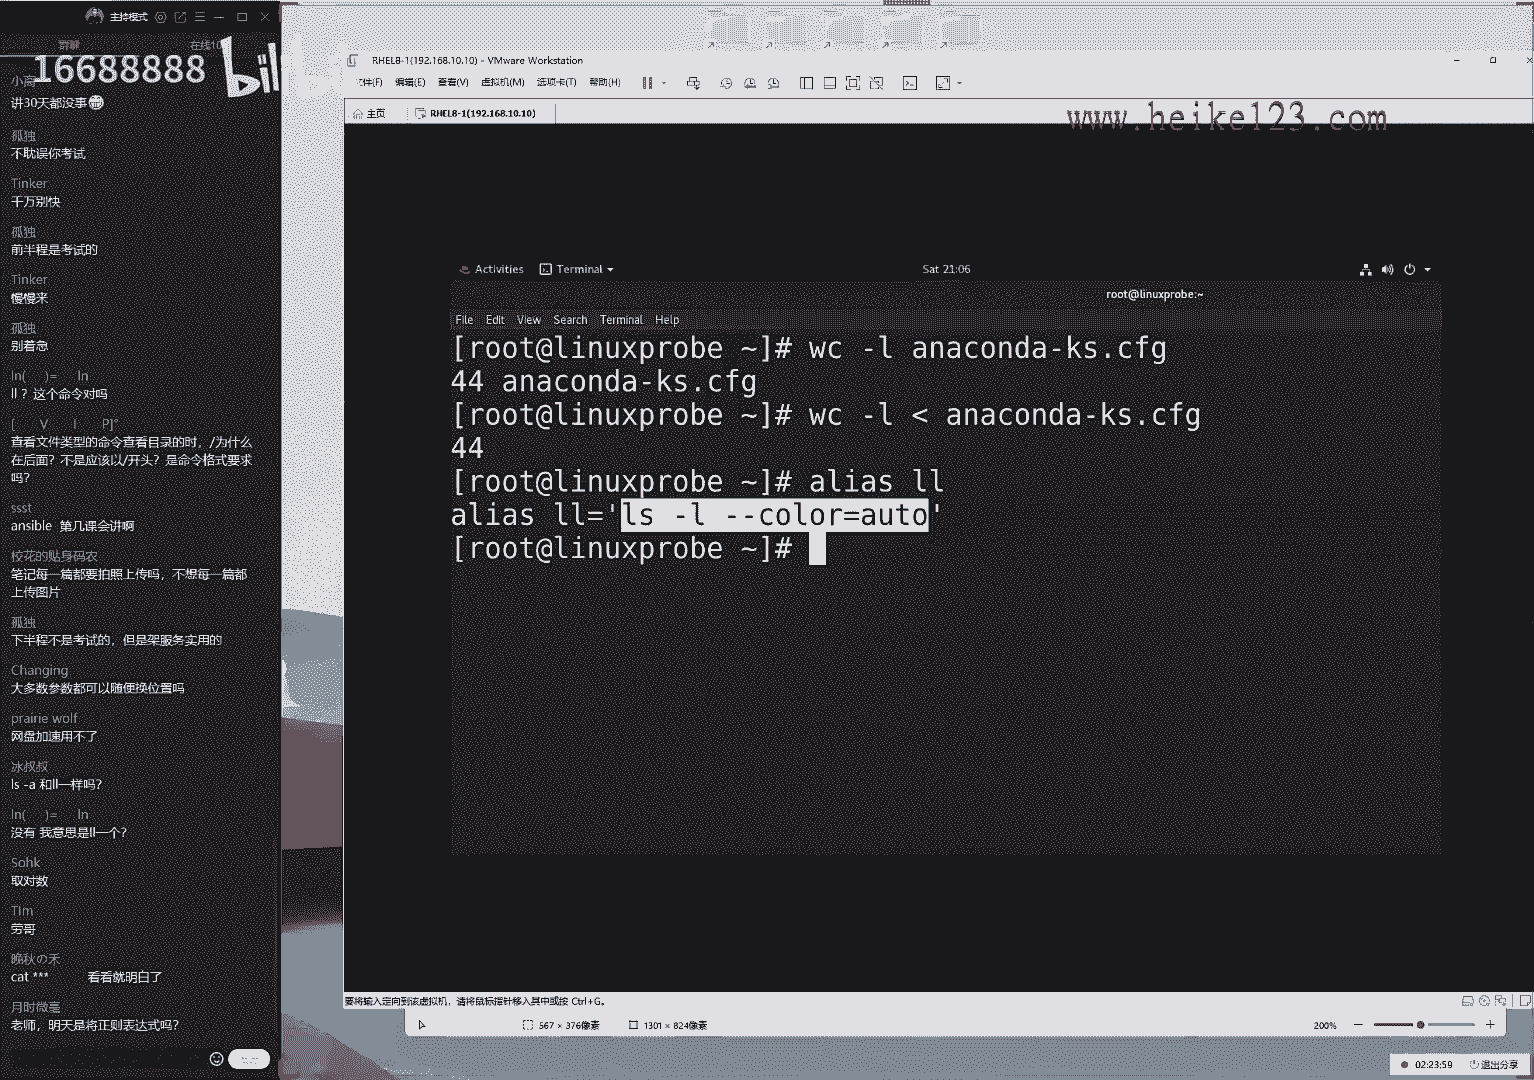 主持模式
16688888
bil
小高
讲30天都没事
孤独
不耽误你考试
Tinker
千万别快
孤独
前半程是考试的
Tinker
慢慢来
孤独
别着急
ln( )= ln
ll ? 这个命令对吗
[ V I P]°
查看文件类型的命令查看目录的时，/为什么
在后面？不是应该以/开头？是命令格式要求
吗？
ssst
ansible 第几课会讲啊
校花的贴身码农
笔记每一篇都要拍照上传吗，不想每一篇都
上传图片
孤独
下半程不是考试的，但是架服务实用的
Changing
大多数参数都可以随便换位置吗
prairie wolf
网盘加速用不了
冰叔叔
ls -a 和ll一样吗？
ln( )= ln
没有 我意思是ll一个？
Sohk
取对数
Tim
劳哥
晚秋の禾
cat *** 看看就明白了
月时微毫
老师，明天是将正则表达式吗？
RHEL8-1(192.168.10.10) - VMware Workstation
件(F) 编辑(E) 查看(V) 虚拟机(M) 选项卡(T) 帮助(H)
主页 RHEL8-1(192.168.10.10)
www.heike123.com
Activities Terminal Sat 21:06
root@linuxprobe:~
File Edit View Search Terminal Help
[root@linuxprobe ~]# wc -l anaconda-ks.cfg
44 anaconda-ks.cfg
[root@linuxprobe ~]# wc -l < anaconda-ks.cfg
44
[root@linuxprobe ~]# alias ll
alias ll='ls -l --color=auto'
[root@linuxprobe ~]#
要将输入定向到该虚拟机，请将鼠标指针移入其中或按 Ctrl+G。
567 × 376像素 1301 × 824像素 200%
02:23:59 退出分享